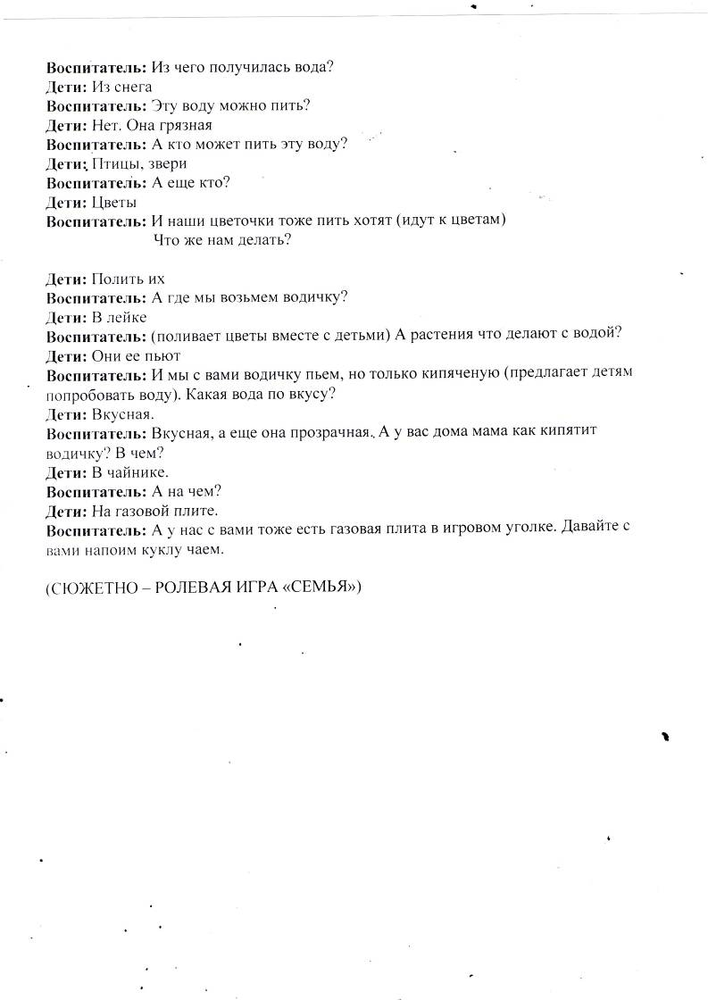 Воспитатель: Из чего получилась вода?
Дети: Из снега
Воспитатель: Эту воду можно пить?
Дети: Нет. Она грязная
Воспитатель: А кто может пить эту воду?
Дети: Птицы, звери
Воспитатель: А еще кто?
Дети: Цветы
Воспитатель: И наши цветочки тоже пить хотят (идут к цветам)
Что же нам делать?
Дети: Полить их
Воспитатель: А где мы возьмем водичку?
Дети: В лейке
Воспитатель: (поливает цветы вместе с детьми) А растения что делают с водой?
Дети: Они ее пьют
Воспитатель: И мы с вами водичку пьем, но только кипяченую (предлагает детям
попробовать воду). Какая вода по вкусу?
Дети: Вкусная.
Воспитатель: Вкусная, а еще она прозрачная. А у вас дома мама как кипятит
водичку? В чем?
Дети: В чайнике.
Воспитатель: А на чем?
Дети: На газовой плите.
Воспитатель: А у нас с вами тоже есть газовая плита в игровом уголке. Давайте с
вами напоим куклу чаем.
(СЮЖЕТНО – РОЛЕВАЯ ИГРА «СЕМЬЯ»)